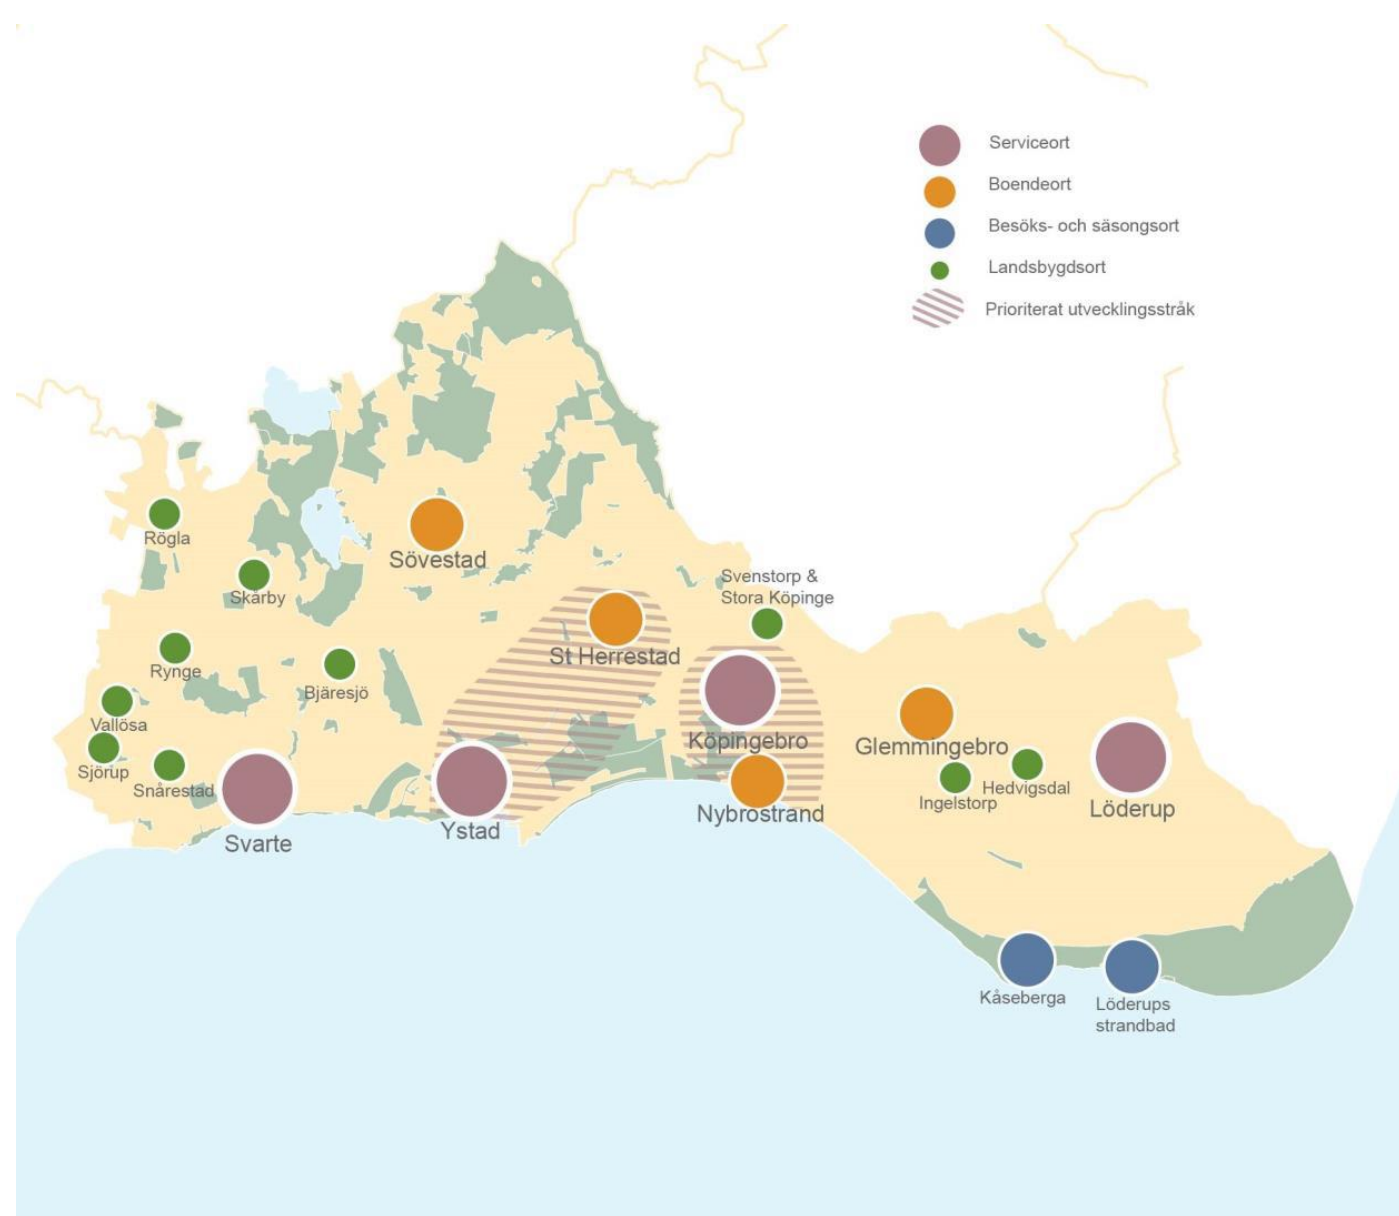 Serviceort
Boendeort
Besöks- och säsongsort
Landsbygdsort
Prioriterat utvecklingsstråk
Rögla
Sövestad
Skårby
Svenstorp &
Stora Köpinge
St Herrestad
Rynge
Bjäresjö
Vallösa
Köpingebro
Glemmingebro
Sjörup
Snårestad
Hedvigsdal
Ingelstorp
Löderup
Nybrostrand
Ystad
Svarte
Kåseberga
Löderups
strandbad